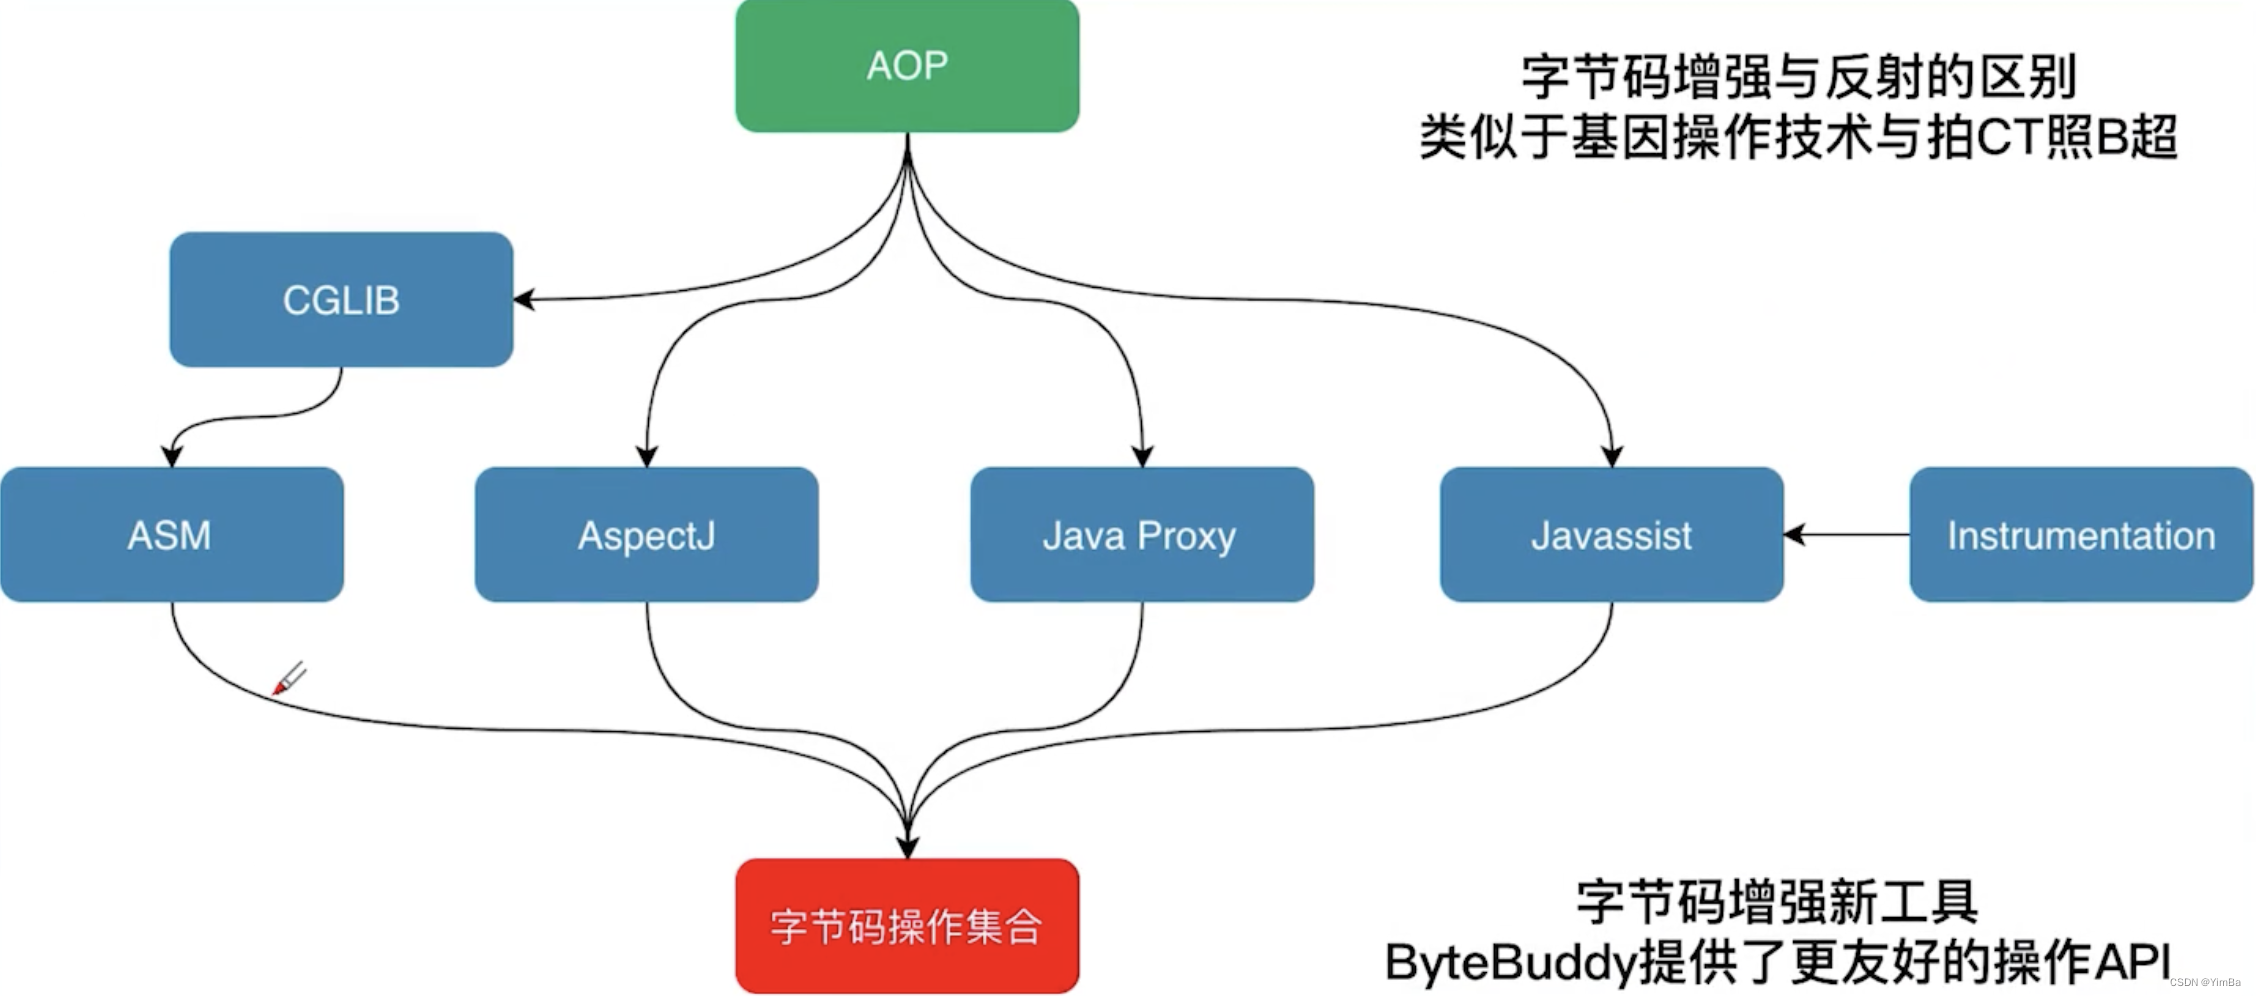 AOP
字节码增强与反射的区别
类似于基因操作技术与拍CT照B超
CGLIB
ASM
AspectJ
Java Proxy
Javassist
Instrumentation
字节码操作集合
字节码增强新工具
ByteBuddy提供了更友好的操作API
CSDN @YimBa